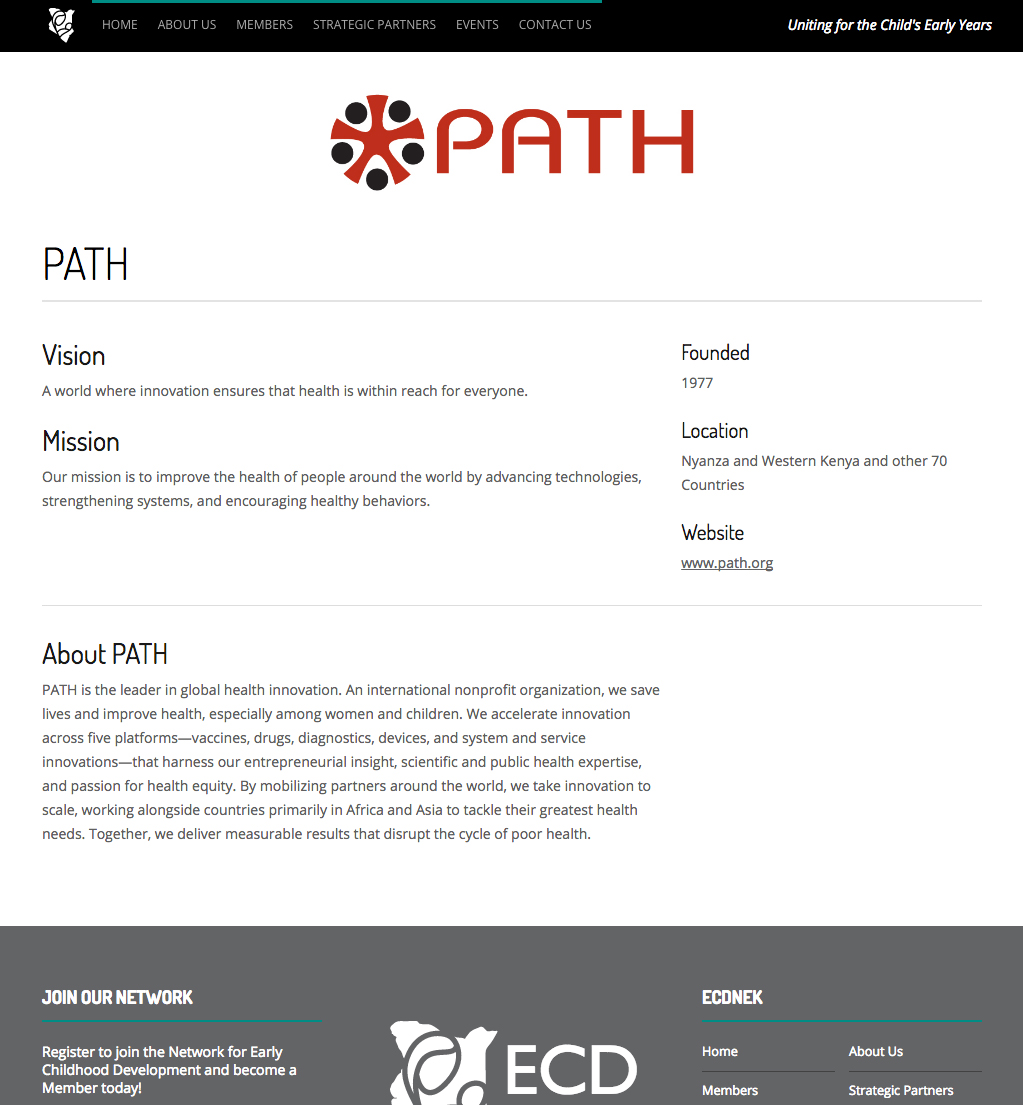 HOME ABOUT US MEMBERS STRATEGIC PARTNERS EVENTS CONTACT US
Uniting for the Child's Early Years
PATH
PATH
Vision
A world where innovation ensures that health is within reach for everyone.
Mission
Our mission is to improve the health of people around the world by advancing technologies,
strengthening systems, and encouraging healthy behaviors.
Founded
1977
Location
Nyanza and Western Kenya and other 70
Countries
Website
www.path.org
About PATH
PATH is the leader in global health innovation. An international nonprofit organization, we save
lives and improve health, especially among women and children. We accelerate innovation
across five platforms—vaccines, drugs, diagnostics, devices, and system and service
innovations—that harness our entrepreneurial insight, scientific and public health expertise,
and passion for health equity. By mobilizing partners around the world, we take innovation to
scale, working alongside countries primarily in Africa and Asia to tackle their greatest health
needs. Together, we deliver measurable results that disrupt the cycle of poor health.
JOIN OUR NETWORK
Register to join the Network for Early
Childhood Development and become a
Member today!
ECD
ECDNEK
Home About Us
Members Strategic Partners